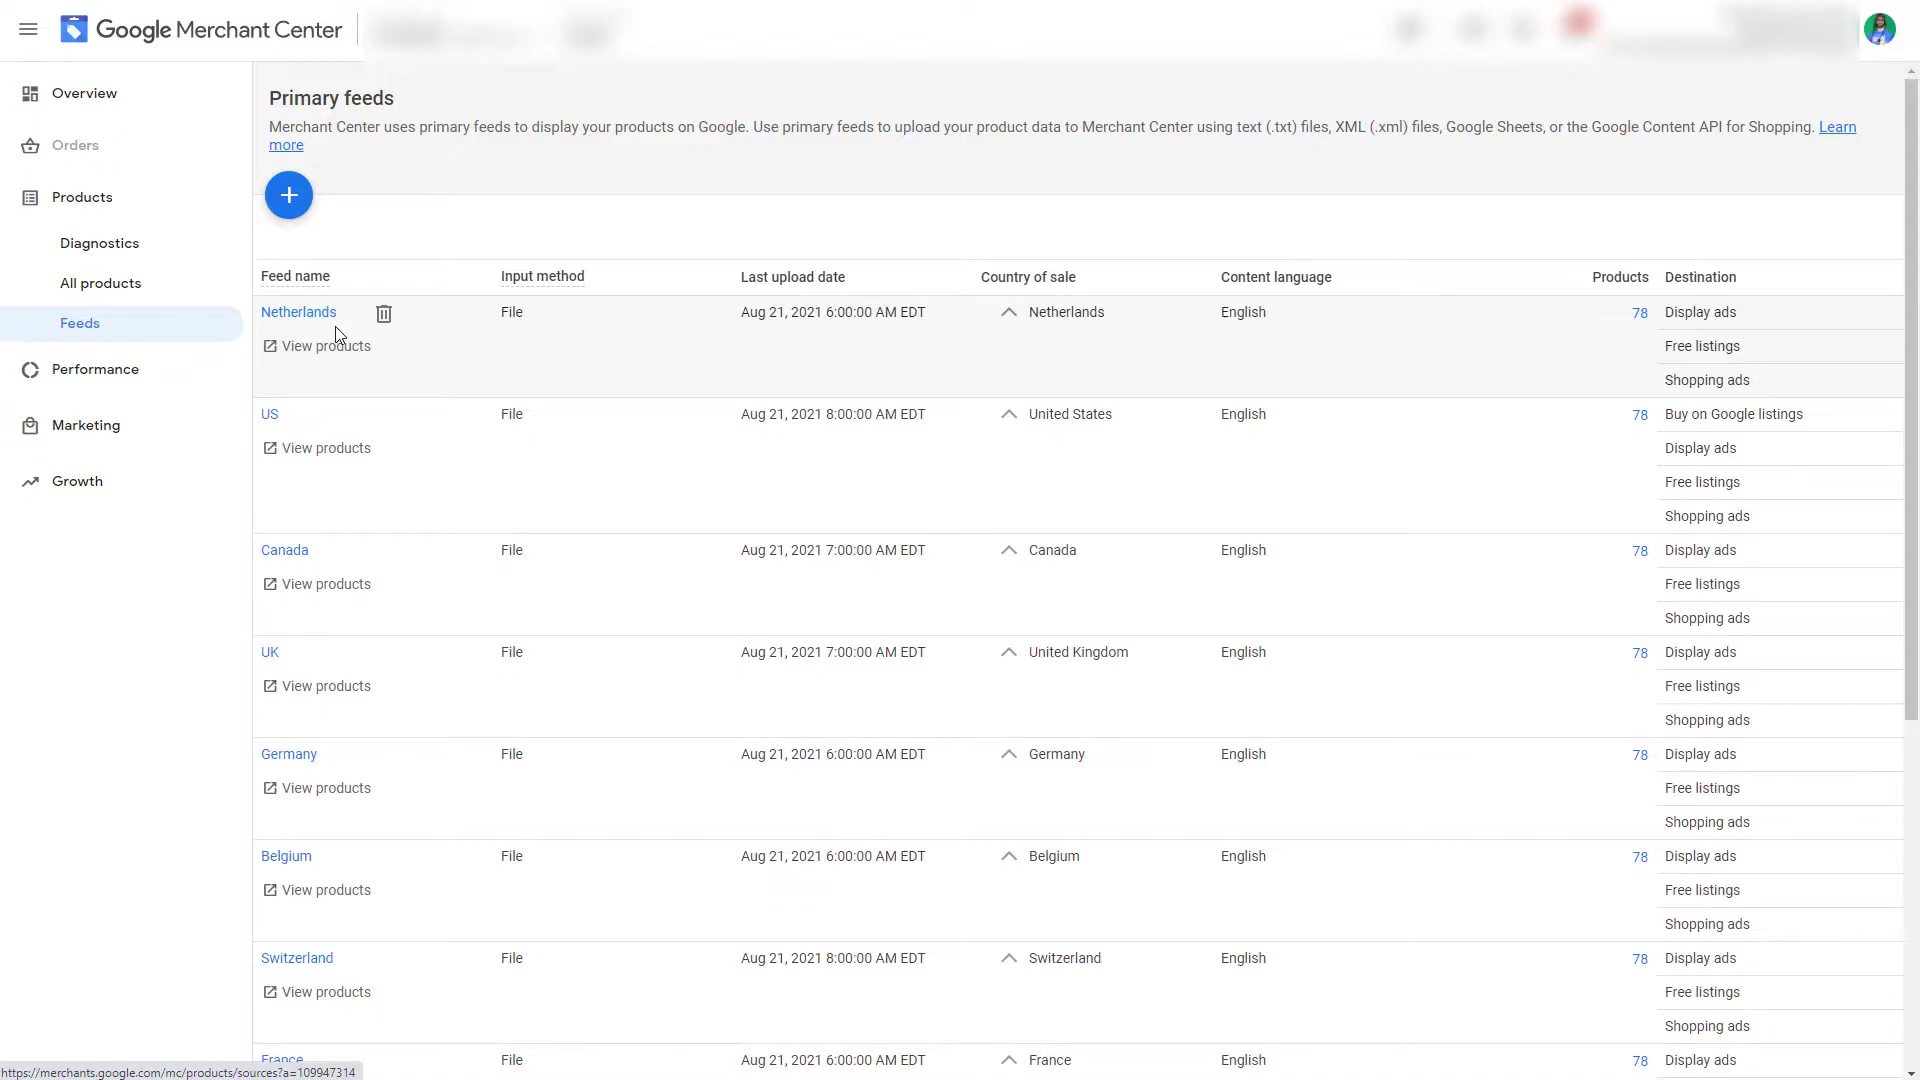 Google Merchant Center
Overview
Orders
Products
Diagnostics
All products
Feeds
Performance
Marketing
Growth
Primary feeds
Merchant Center uses primary feeds to display your products on Google. Use primary feeds to upload your product data to Merchant Center using text (.txt) files, XML (.xml) files, Google Sheets, or the Google Content API for Shopping. Learn
more
Feed name Input method Last upload date Country of sale Content language Products Destination
Netherlands File Aug 21, 2021 6:00:00 AM EDT Netherlands English 78 Display ads
View products Free listings
Shopping ads
US File Aug 21, 2021 8:00:00 AM EDT United States English 78 Buy on Google listings
View products Display ads
Free listings
Shopping ads
Canada File Aug 21, 2021 7:00:00 AM EDT Canada English 78 Display ads
View products Free listings
Shopping ads
UK File Aug 21, 2021 7:00:00 AM EDT United Kingdom English 78 Display ads
View products Free listings
Shopping ads
Germany File Aug 21, 2021 6:00:00 AM EDT Germany English 78 Display ads
View products Free listings
Shopping ads
Belgium File Aug 21, 2021 6:00:00 AM EDT Belgium English 78 Display ads
View products Free listings
Shopping ads
Switzerland File Aug 21, 2021 8:00:00 AM EDT Switzerland English 78 Display ads
View products Free listings
Shopping ads
France File Aug 21, 2021 6:00:00 AM EDT France English 78 Display ads
https://merchants.google.com/mc/products/sources?a=109947314